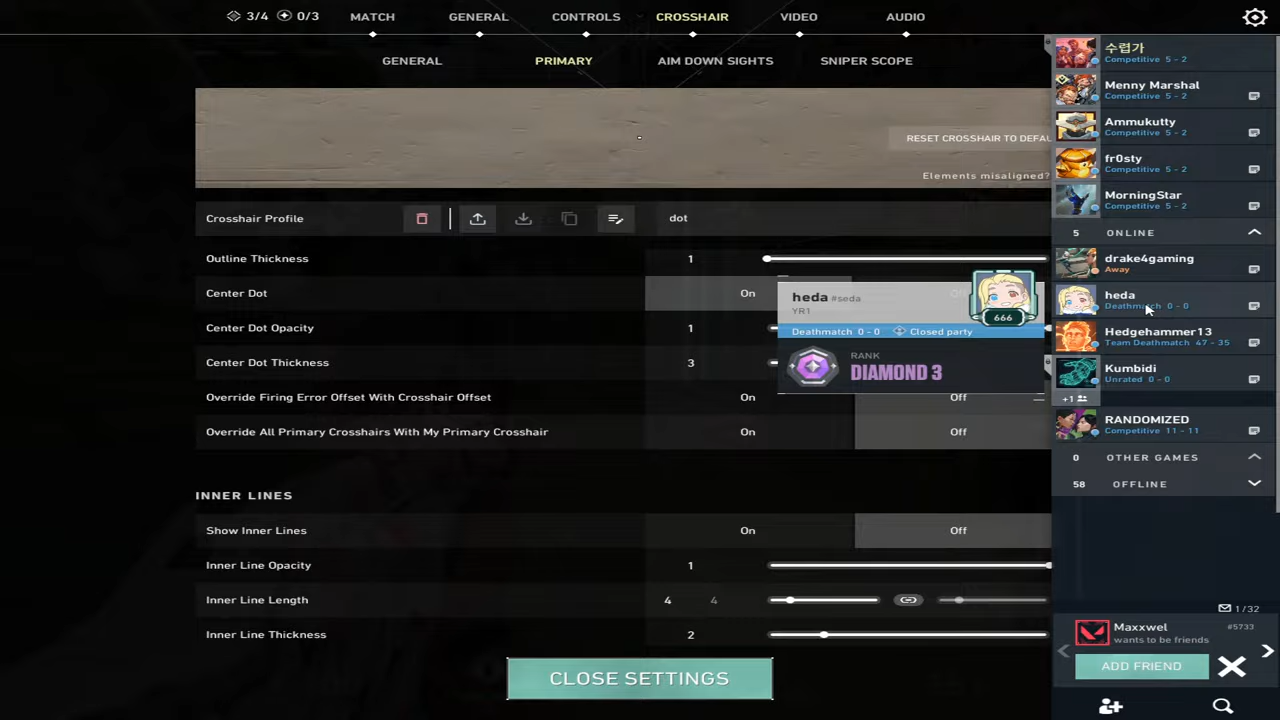 3/4 0/3 MATCH GENERAL CONTROLS CROSSHAIR VIDEO AUDIO
GENERAL PRIMARY AIM DOWN SIGHTS SNIPER SCOPE
RESET CROSSHAIR TO DEFAU
Elements misaligned?
Crosshair Profile dot
Outline Thickness 1
Center Dot On
Center Dot Opacity 1
Center Dot Thickness 3
Override Firing Error Offset With Crosshair Offset On Off
Override All Primary Crosshairs With My Primary Crosshair On Off
INNER LINES
Show Inner Lines On Off
Inner Line Opacity 1
Inner Line Length 4 4
Inner Line Thickness 2
CLOSE SETTINGS
heda #seda
YR1
666
Deathmatch 0 - 0 Closed party
RANK
DIAMOND 3
수렵가
Competitive 5 - 2
Menny Marshal
Competitive 5 - 2
Ammukutty
Competitive 5 - 2
fr0sty
Competitive 5 - 2
MorningStar
Competitive 5 - 2
5 ONLINE
drake4gaming
Away
heda
Deathmatch 0 - 0
Hedgehammer13
Team Deathmatch 47 - 35
Kumbidi
Unrated 0 - 0
+1
RANDOMIZED
Competitive 11 - 11
0 OTHER GAMES
58 OFFLINE
1/32
Maxxwel #5733
wants to be friends
ADD FRIEND